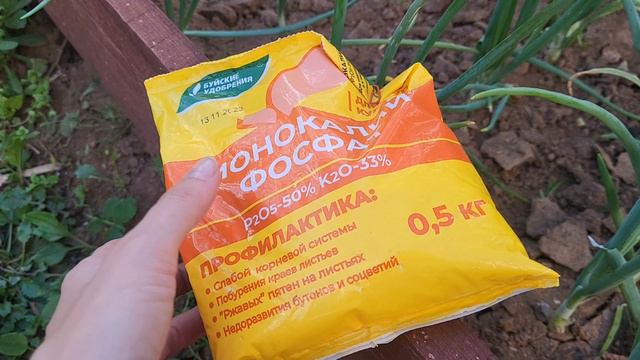 БУЙСКИЕ
УДОБРЕНИЯ
13.11.2023
МОНОКАЛИЙ
ФОСФА
P2O5-50% K2O-33%
ПРОФИЛАКТИКА:
• Слабой корневой системы
• Побурения краев листьев
• "Ржавых" пятен на листьях
• Недоразвития бутонов и соцветий
0,5 кг